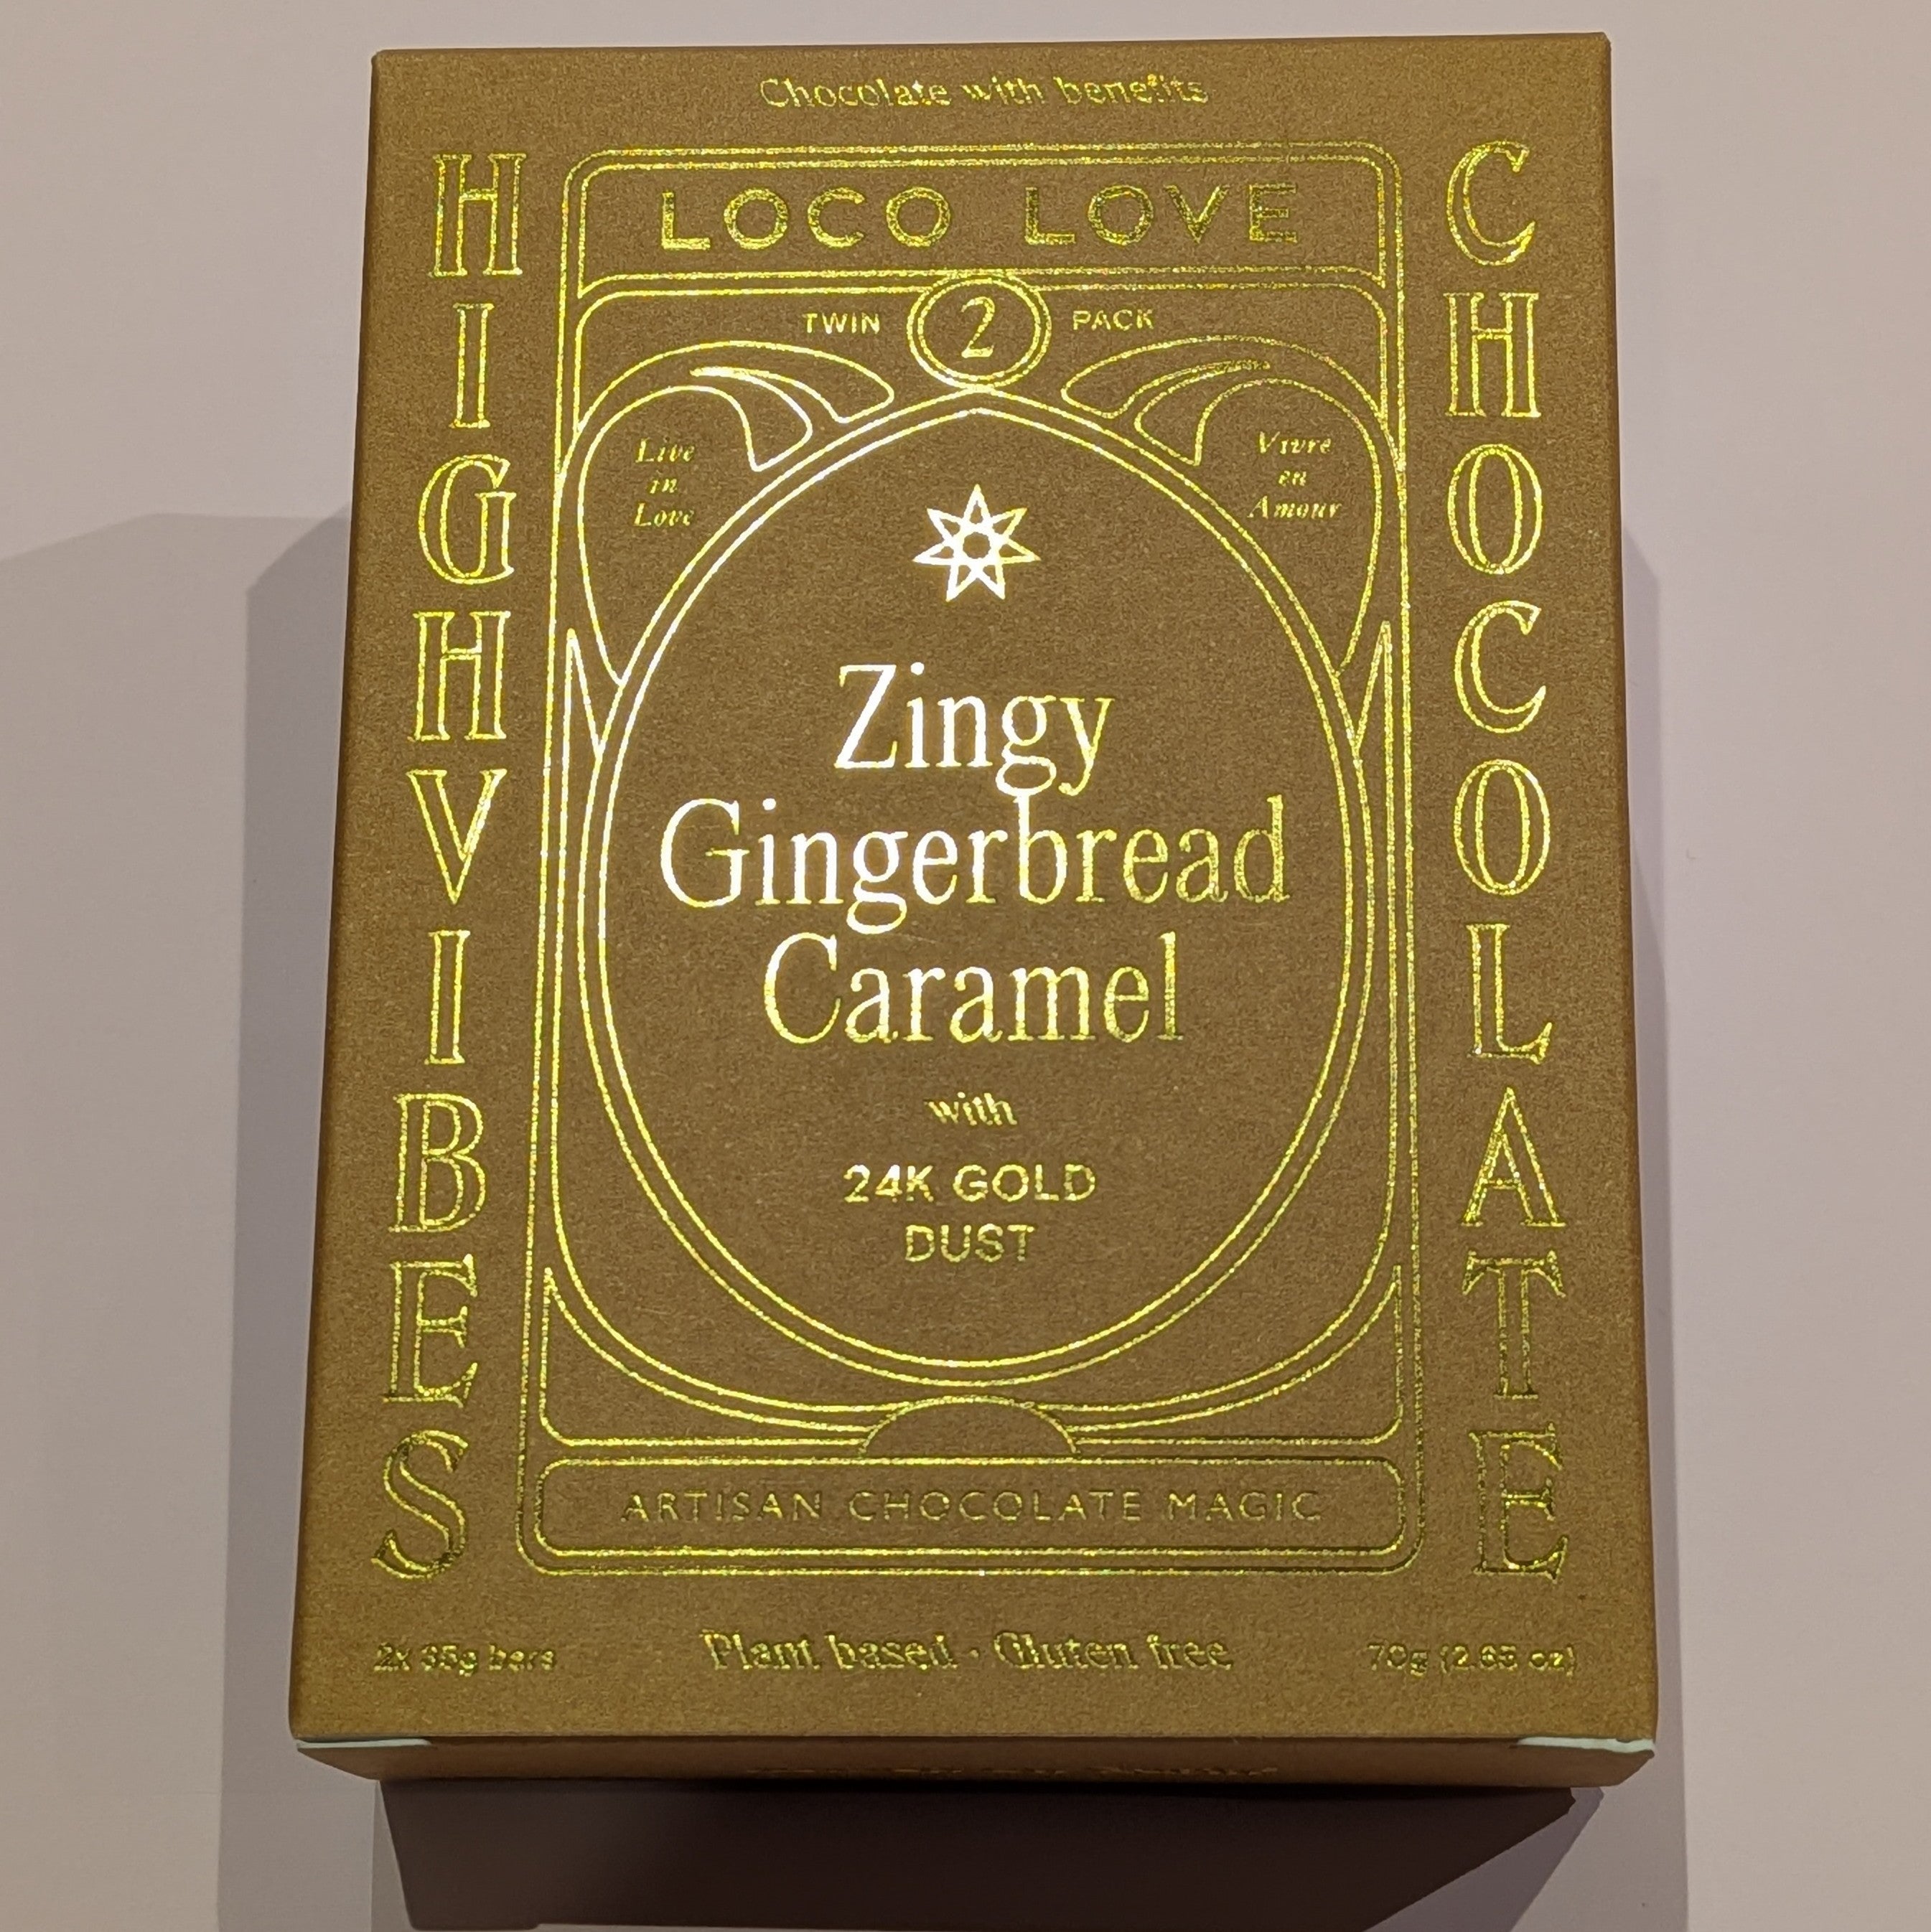 Chocolate with benefits
HIGH VIBES
CHOCOLATE
LOCO LOVE
TWIN 2 PACK
Live
in
Love
Vivre
en
Amour
Zingy
Gingerbread
Caramel
with
24K GOLD
DUST
ARTISAN CHOCOLATE MAGIC
2x 35g bars
Plant based · Gluten free
70g (2.65 oz)